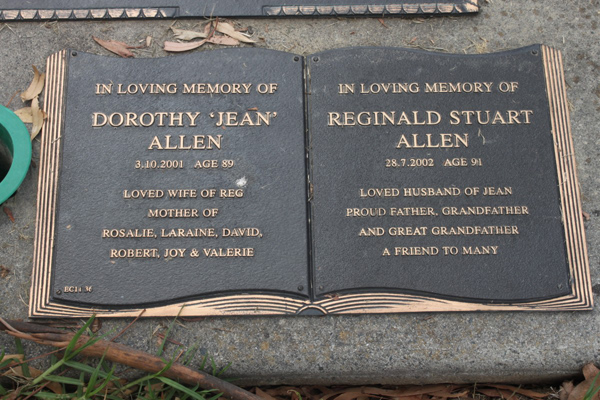 IN LOVING MEMORY OF
DOROTHY 'JEAN'
ALLEN
3.10.2001 AGE 89
LOVED WIFE OF REG
MOTHER OF
ROSALIE, LARAINE, DAVID,
ROBERT, JOY & VALERIE
IN LOVING MEMORY OF
REGINALD STUART
ALLEN
28.7.2002 AGE 91
LOVED HUSBAND OF JEAN
PROUD FATHER, GRANDFATHER
AND GREAT GRANDFATHER
A FRIEND TO MANY